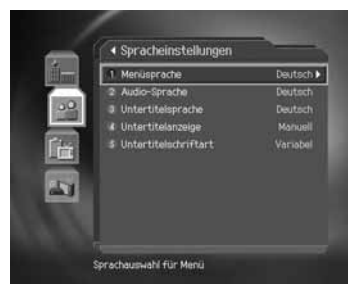 Spracheinstellungen
1 Menüsprache Deutsch
2 Audio-Sprache Deutsch
3 Untertitelsprache Deutsch
4 Untertitelanzeige Manuell
5 Untertitelschriftart Variabel
Sprachauswahl für Menü